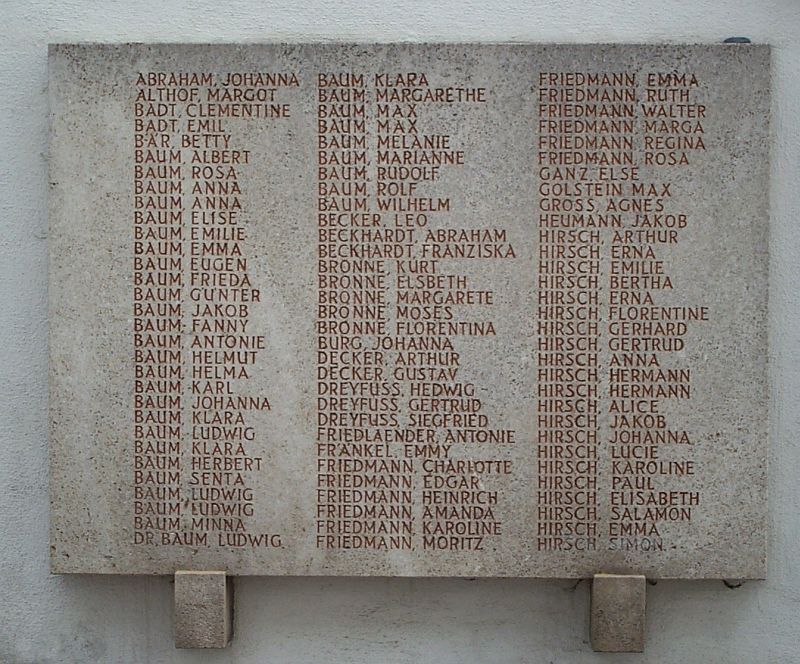 ABRAHAM, JOHANNA
ALTHOF, MARGOT
BADT, CLEMENTINE
BADT, EMIL
BÄR, BETTY
BAUM, ALBERT
BAUM, ROSA
BAUM, ANNA
BAUM, ANNA
BAUM, ELISE
BAUM, EMILIE
BAUM, EMMA
BAUM, EUGEN
BAUM, FRIEDA
BAUM, GÜNTER
BAUM, JAKOB
BAUM, FANNY
BAUM, ANTONIE
BAUM, HELMUT
BAUM, HELMA
BAUM, KARL
BAUM, JOHANNA
BAUM, KLARA
BAUM, LUDWIG
BAUM, KLARA
BAUM, HERBERT
BAUM, SENTA
BAUM, LUDWIG
BAUM, LUDWIG
BAUM, MINNA
DR. BAUM, LUDWIG
BAUM, KLARA
BAUM, MARGARETHE
BAUM, MAX
BAUM, MAX
BAUM, MELANIE
BAUM, MARIANNE
BAUM, RUDOLF
BAUM, ROLF
BAUM, WILHELM
BECKER, LEO
BECKHARDT, ABRAHAM
BECKHARDT, FRANZISKA
BRONNE, KURT
BRONNE, ELSBETH
BRONNE, MARGARETE
BRONNE, MOSES
BRONNE, FLORENTINA
BURG, JOHANNA
DECKER, ARTHUR
DECKER, GUSTAV
DREYFUSS, HEDWIG
DREYFUSS, GERTRUD
DREYFUSS, SIEGFRIED
FRIEDLAENDER, ANTONIE
FRÄNKEL, EMMY
FRIEDMANN, CHARLOTTE
FRIEDMANN, EDGAR
FRIEDMANN, HEINRICH
FRIEDMANN, AMANDA
FRIEDMANN, KAROLINE
FRIEDMANN, MORITZ
FRIEDMANN, EMMA
FRIEDMANN, RUTH
FRIEDMANN, WALTER
FRIEDMANN, MARGA
FRIEDMANN, REGINA
FRIEDMANN, ROSA
GANZ, ELSE
GOLSTEIN MAX
GROSS, AGNES
HEUMANN, JAKOB
HIRSCH, ARTHUR
HIRSCH, ERNA
HIRSCH, EMILIE
HIRSCH, BERTHA
HIRSCH, ERNA
HIRSCH, FLORENTINE
HIRSCH, GERHARD
HIRSCH, GERTRUD
HIRSCH, ANNA
HIRSCH, HERMANN
HIRSCH, HERMANN
HIRSCH, ALICE
HIRSCH, JAKOB
HIRSCH, JOHANNA
HIRSCH, LUCIE
HIRSCH, KAROLINE
HIRSCH, PAUL
HIRSCH, ELISABETH
HIRSCH, SALAMON
HIRSCH, EMMA
HIRSCH, SIMON